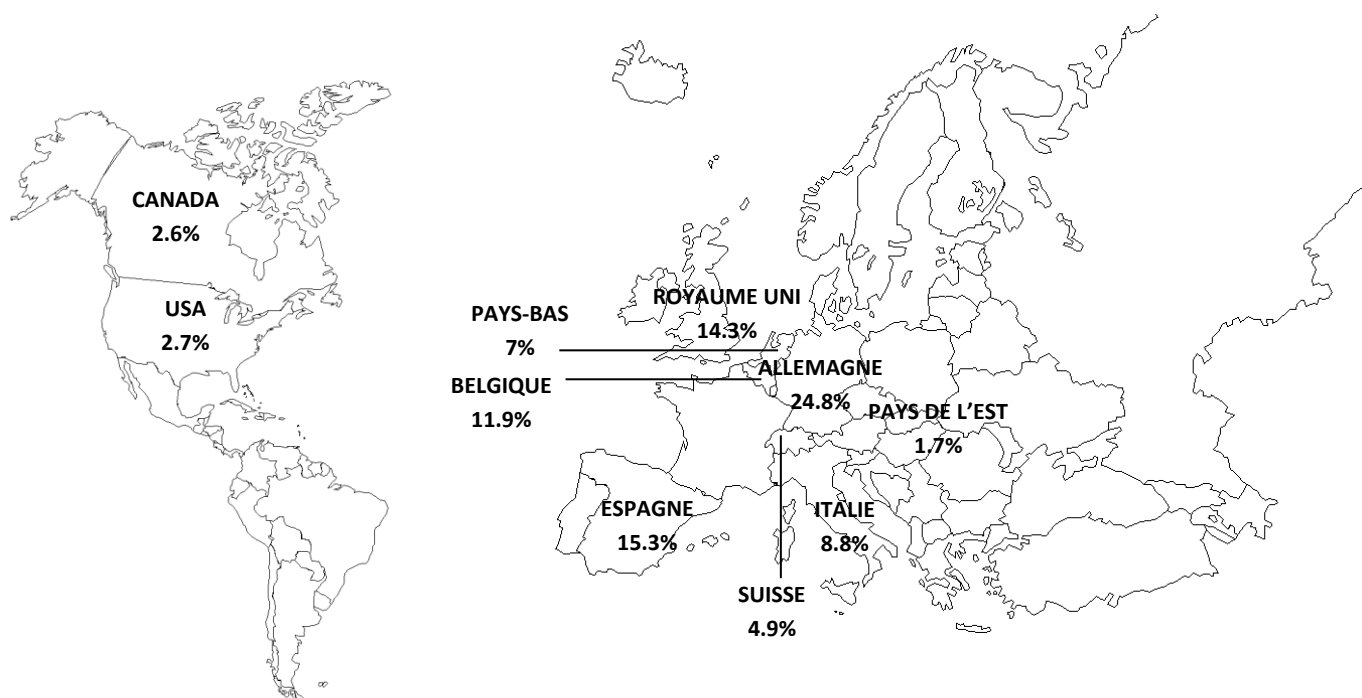 CANADA
2.6%
USA
2.7%
PAYS-BAS
7%
BELGIQUE
11.9%
ROYAUME UNI
14.3%
ALLEMAGNE
24.8%
PAYS DE L’EST
1.7%
ESPAGNE
15.3%
ITALIE
8.8%
SUISSE
4.9%